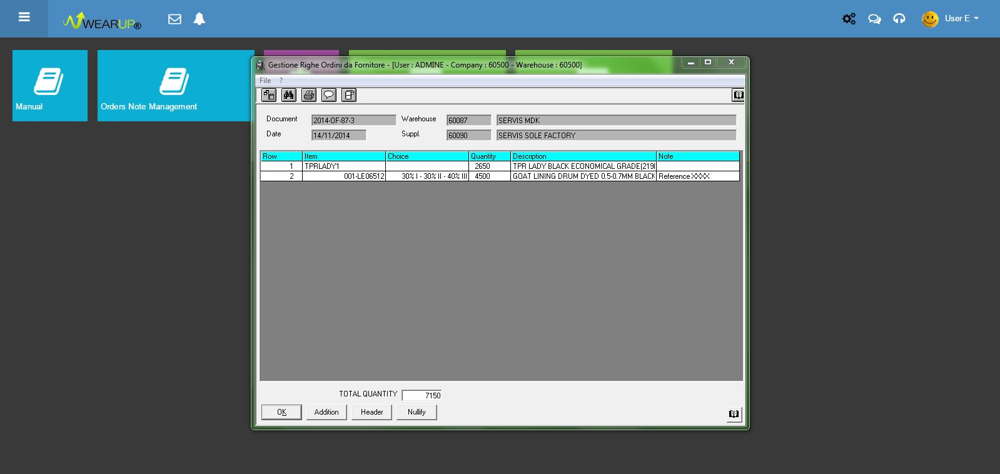 WEARUP®
User E
Manual
Orders Note Management
Gestione Righe Ordini da Fornitore - [User : ADMINE - Company : 60500 - Warehouse : 60500]
File ?
Document 2014-OF-87-3 Warehouse 60087 SERVIS MDK
Date 14/11/2014 Suppl. 60090 SERVIS SOLE FACTORY
Row Item Choice Quantity Description Note
1 TPRLADY1 2650 TPR LADY BLACK ECONOMICAL GRADE(219
2 001-LE06512 30% I - 30% II - 40% III 4500 GOAT LINING DRUM DYED 0.5-0.7MM BLACK Reference XXXX
TOTAL QUANTITY 7150
OK Addition Header Nullify